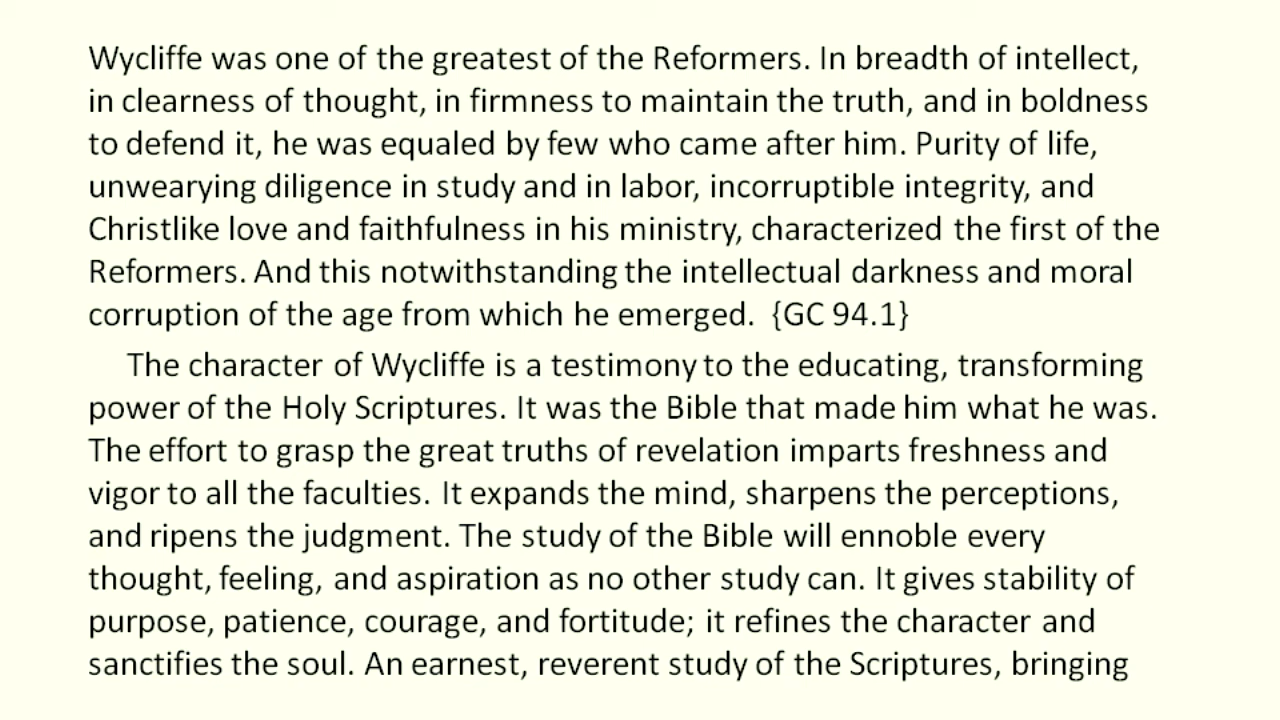 Wycliffe was one of the greatest of the Reformers. In breadth of intellect,
in clearness of thought, in firmness to maintain the truth, and in boldness
to defend it, he was equaled by few who came after him. Purity of life,
unwearying diligence in study and in labor, incorruptible integrity, and
Christlike love and faithfulness in his ministry, characterized the first of the
Reformers. And this notwithstanding the intellectual darkness and moral
corruption of the age from which he emerged.  {GC 94.1}
The character of Wycliffe is a testimony to the educating, transforming
power of the Holy Scriptures. It was the Bible that made him what he was.
The effort to grasp the great truths of revelation imparts freshness and
vigor to all the faculties. It expands the mind, sharpens the perceptions,
and ripens the judgment. The study of the Bible will ennoble every
thought, feeling, and aspiration as no other study can. It gives stability of
purpose, patience, courage, and fortitude; it refines the character and
sanctifies the soul. An earnest, reverent study of the Scriptures, bringing